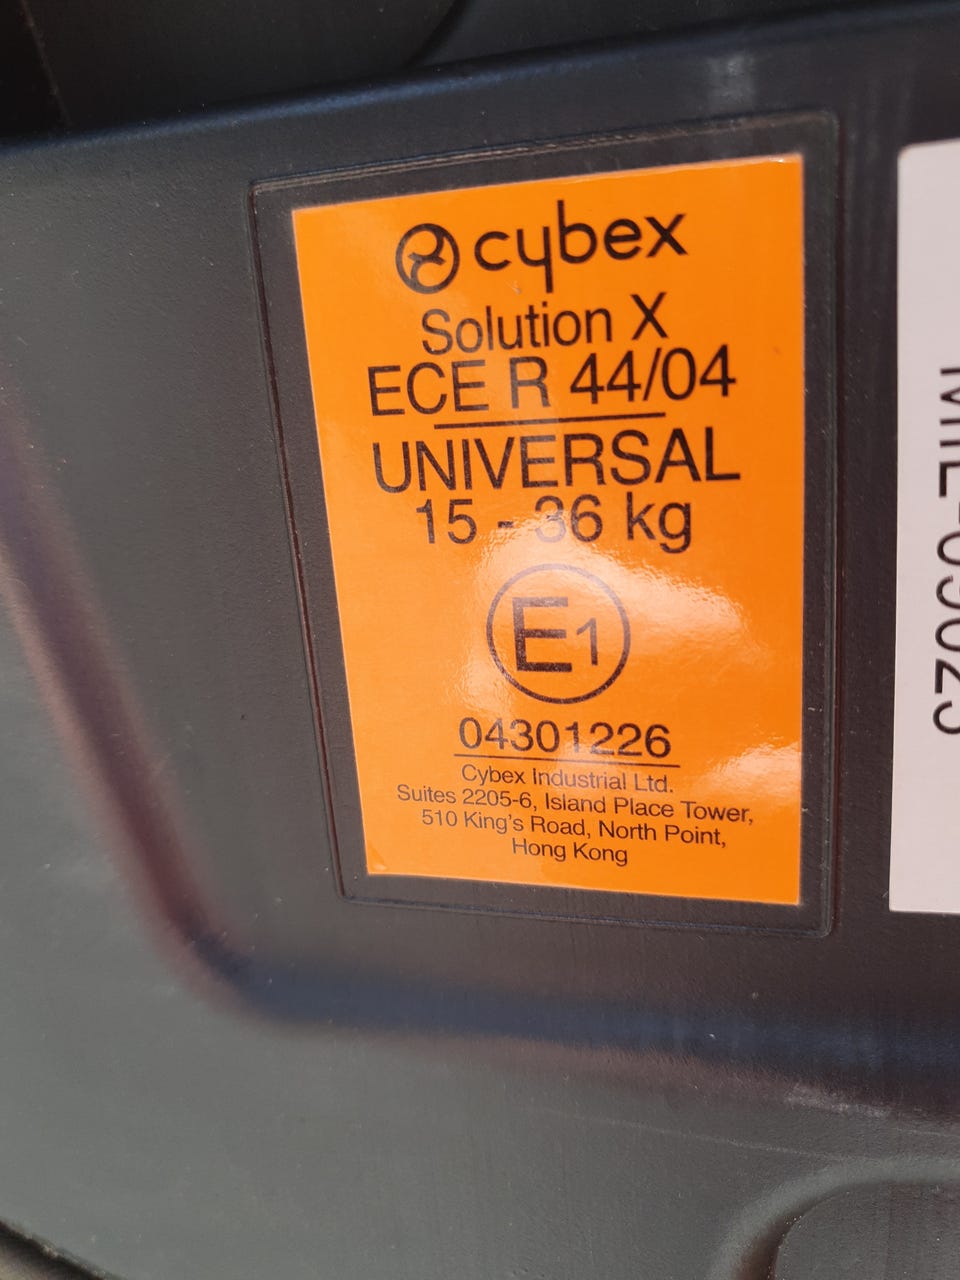 cybex
Solution X
ECE R 44/04
UNIVERSAL
15 - 36 kg
E1
04301226
Cybex Industrial Ltd.
Suites 2205-6, Island Place Tower,
510 King's Road, North Point,
Hong Kong